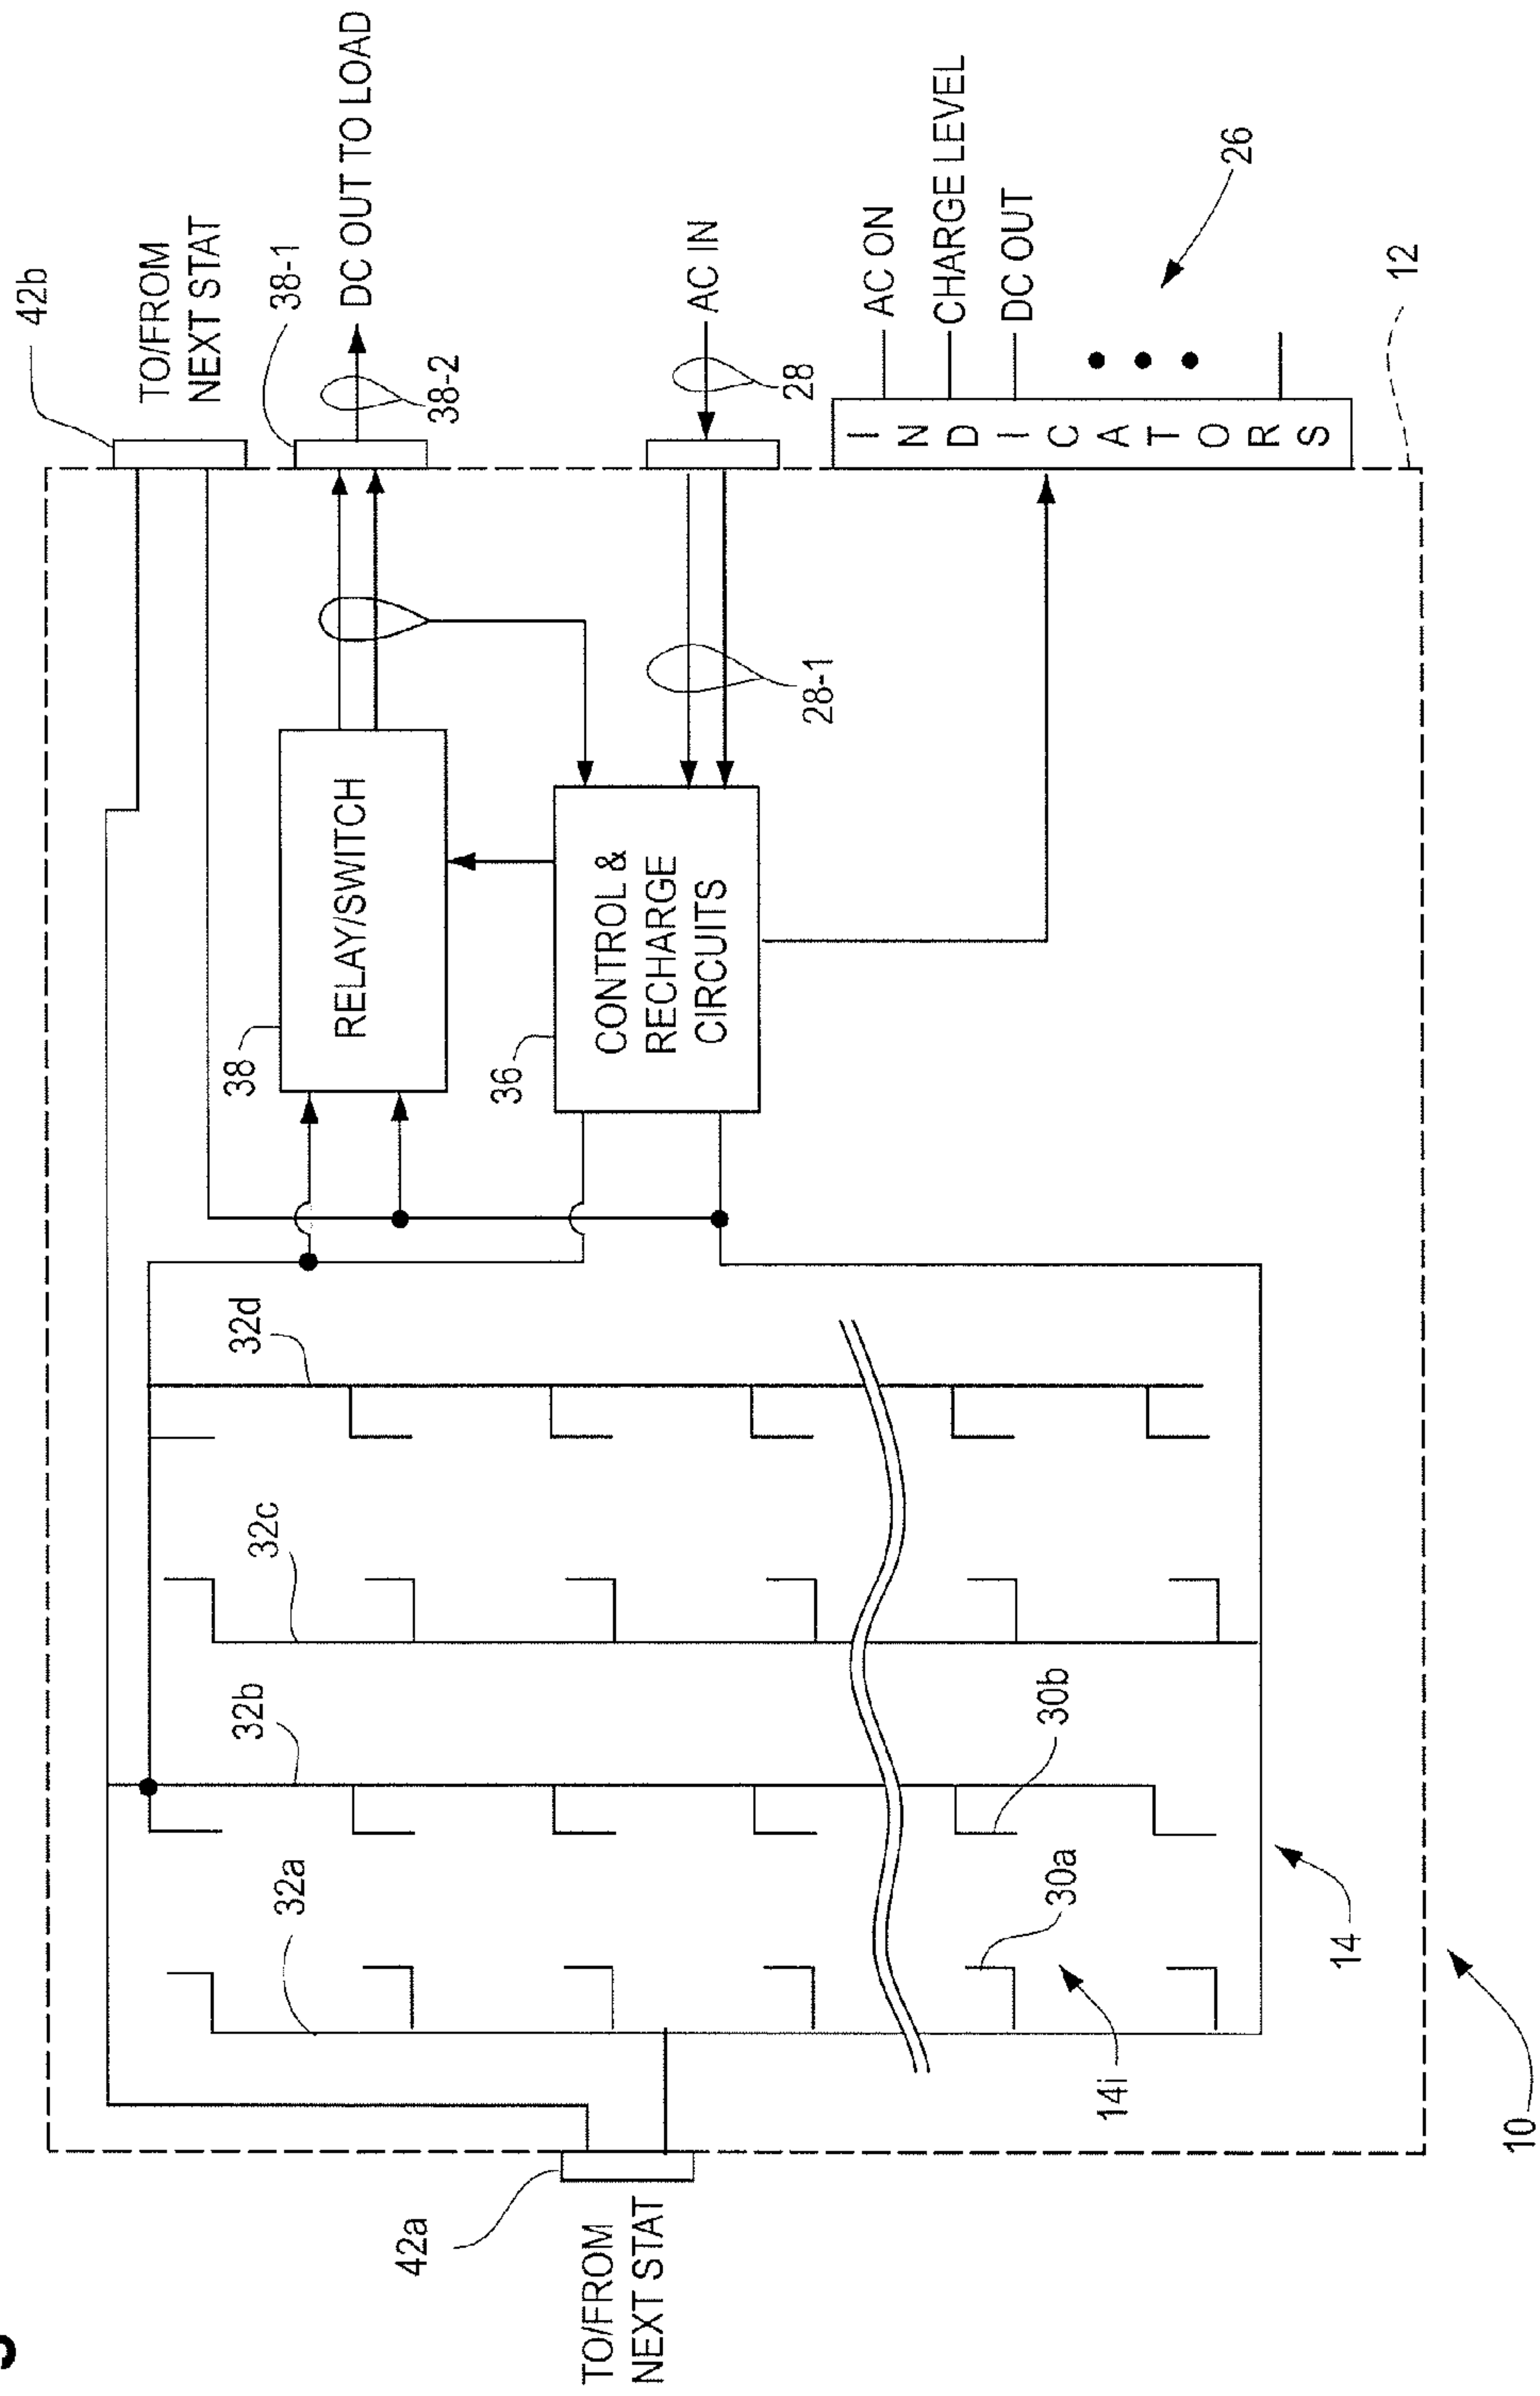 42b
TO/FROM
NEXT STAT
38-1
DC OUT TO LOAD
38-2
AC IN
28
AC ON
CHARGE LEVEL
DC OUT
INDICATORS
26
12
28-1
RELAY/SWITCH
38
CONTROL &
RECHARGE
CIRCUITS
36
32d
32c
32b
32a
30b
30a
14i
14
10
42a
TO/FROM
NEXT STAT